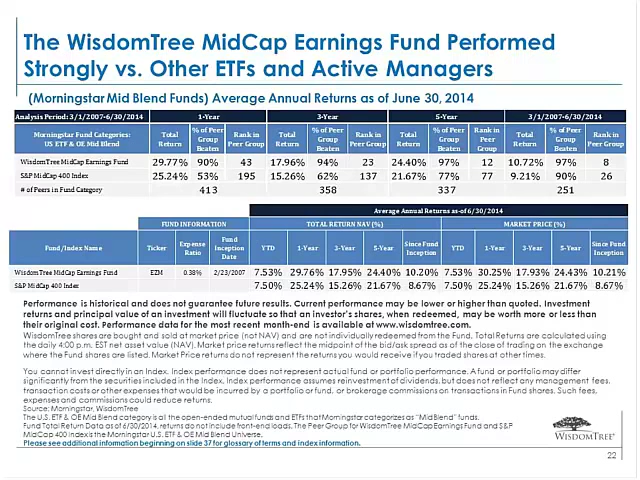 The WisdomTree MidCap Earnings Fund Performed
Strongly vs. Other ETFs and Active Managers
(Morningstar Mid Blend Funds) Average Annual Returns as of June 30, 2014
Analysis Period: 3/1/2007-6/30/2014 1-Year 3-Year 5-Year 3/1/2007-6/30/2014
Morningstar Fund Categories: US ETF & OE Mid Blend Total Return % of Peer Group Beaten Rank in Peer Group Total Return % of Peer Group Beaten Rank in Peer Group Total Return % of Peer Group Beaten Rank in Peer Group Total Return % of Peer Group Beaten Rank in Peer Group
WisdomTree MidCap Earnings Fund 29.77% 90% 43 17.96% 94% 23 24.40% 97% 12 10.72% 97% 8
S&P MidCap 400 Index 25.24% 53% 195 15.26% 62% 137 21.67% 77% 77 9.21% 90% 26
# of Peers in Fund Category 413 358 337 251
Average Annual Returns as of 6/30/2014
FUND INFORMATION TOTAL RETURN NAV (%) MARKET PRICE (%)
Fund/Index Name Ticker Expense Ratio Fund Inception Date YTD 1-Year 3-Year 5-Year Since Fund Inception YTD 1-Year 3-Year 5-Year Since Fund Inception
WisdomTree MidCap Earnings Fund EZM 0.38% 2/23/2007 7.53% 29.76% 17.95% 24.40% 10.20% 7.53% 30.25% 17.93% 24.43% 10.21%
S&P MidCap 400 Index 7.50% 25.24% 15.26% 21.67% 8.67% 7.50% 25.24% 15.26% 21.67% 8.67%
Performance is historical and does not guarantee future results. Current performance may be lower or higher than quoted. Investment
returns and principal value of an investment will fluctuate so that an investor's shares, when redeemed, may be worth more or less than
their original cost. Performance data for the most recent month-end is available at www.wisdomtree.com.
WisdomTree shares are bought and sold at market price (not NAV) and are not individually redeemed from the Fund. Total Returns are calculated using
the daily 4:00 p.m. EST net asset value (NAV). Market price returns reflect the midpoint of the bid/ask spread as of the close of trading on the exchange
where the Fund shares are listed. Market Price returns do not represent the returns you would receive if you traded shares at other times.
You cannot invest directly in an Index. Index performance does not represent actual fund or portfolio performance. A fund or portfolio may differ
significantly from the securities included in the Index. Index performance assumes reinvestment of dividends, but does not reflect any management fees,
transaction costs or other expenses that would be incurred by a portfolio or fund, or brokerage commissions on transactions in Fund shares. Such fees,
expenses and commissions could reduce returns.
Source: Morningstar, WisdomTree
The U.S. ETF & OE Mid Blend category is all the open-ended mutual funds and ETFs that Morningstar categorizes as "Mid Blend" funds.
Fund Total Return Data as of 6/30/2014, returns do not include front-end loads. The Peer Group for WisdomTree MidCap Earnings Fund and S&P
MidCap 400 Index is the Morningstar U.S. ETF & OE Mid Blend Universe.
Please see additional information beginning on slide 37 for glossary of terms and index information.
WISDOMTREE®
22